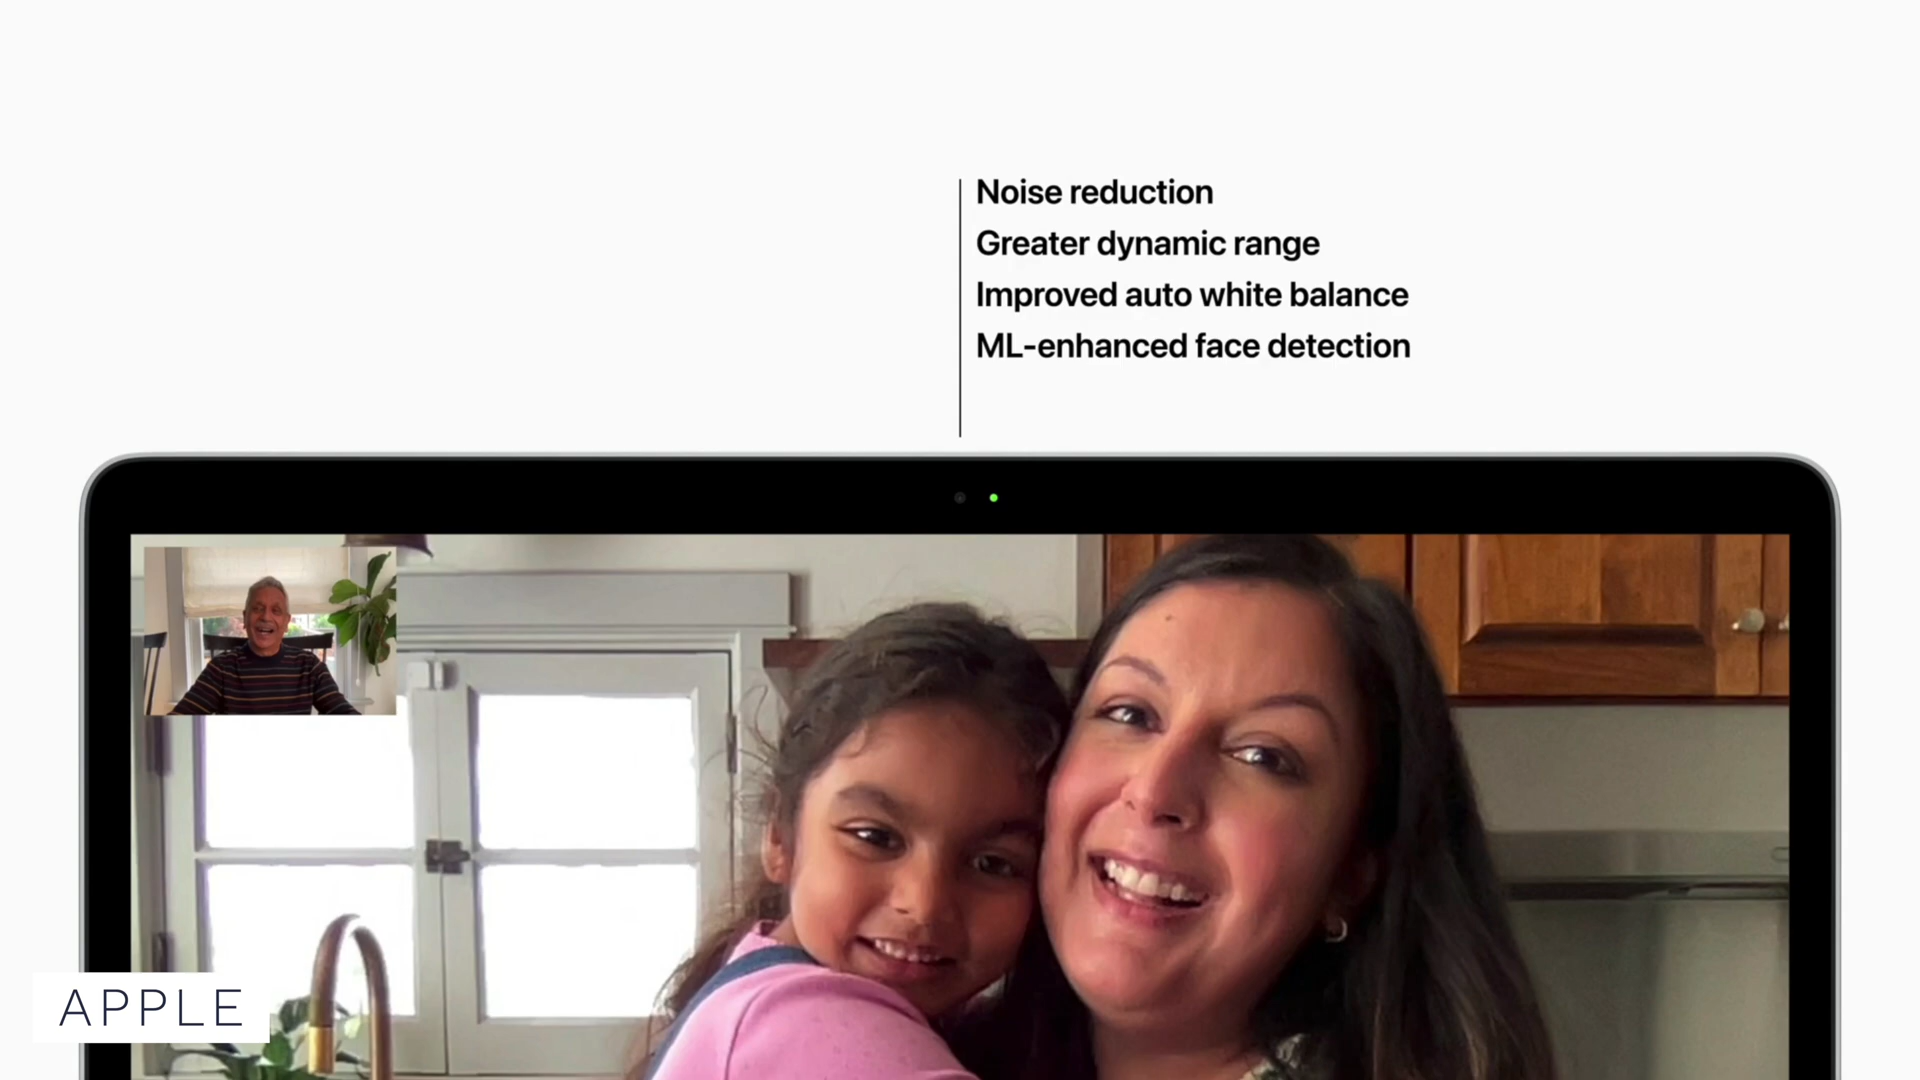 Noise reduction
Greater dynamic range
Improved auto white balance
ML-enhanced face detection
APPLE